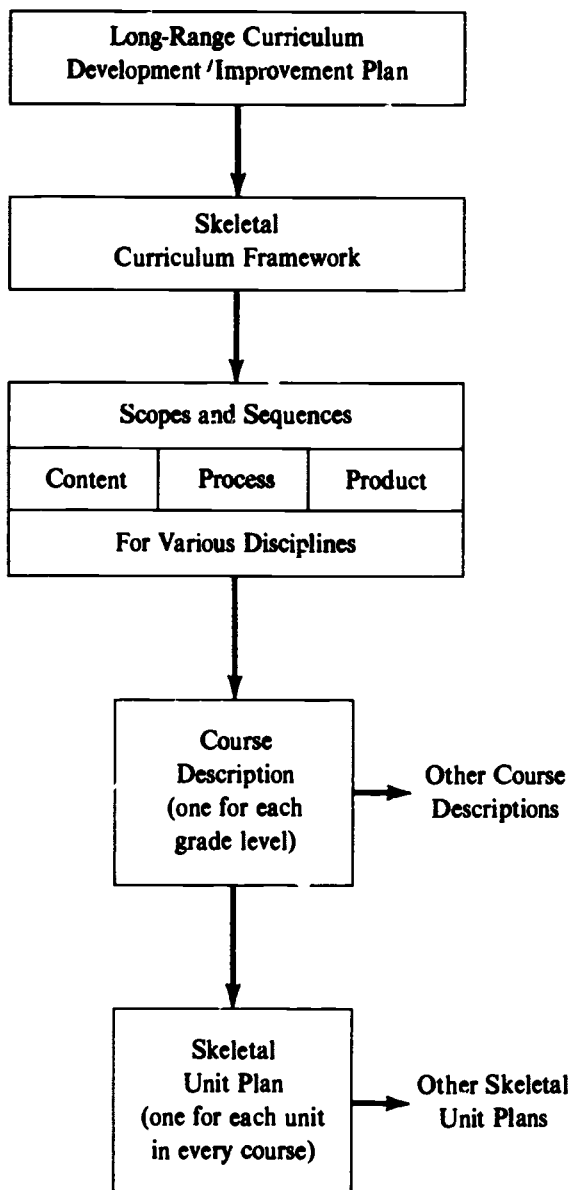 Long-Range Curriculum
Development/Improvement Plan
Skeletal
Curriculum Framework
Scopes and Sequences
Content Process Product
For Various Disciplines
Course
Description
(one for each
grade level)
Other Course
Descriptions
Skeletal
Unit Plan
(one for each unit
in every course)
Other Skeletal
Unit Plans